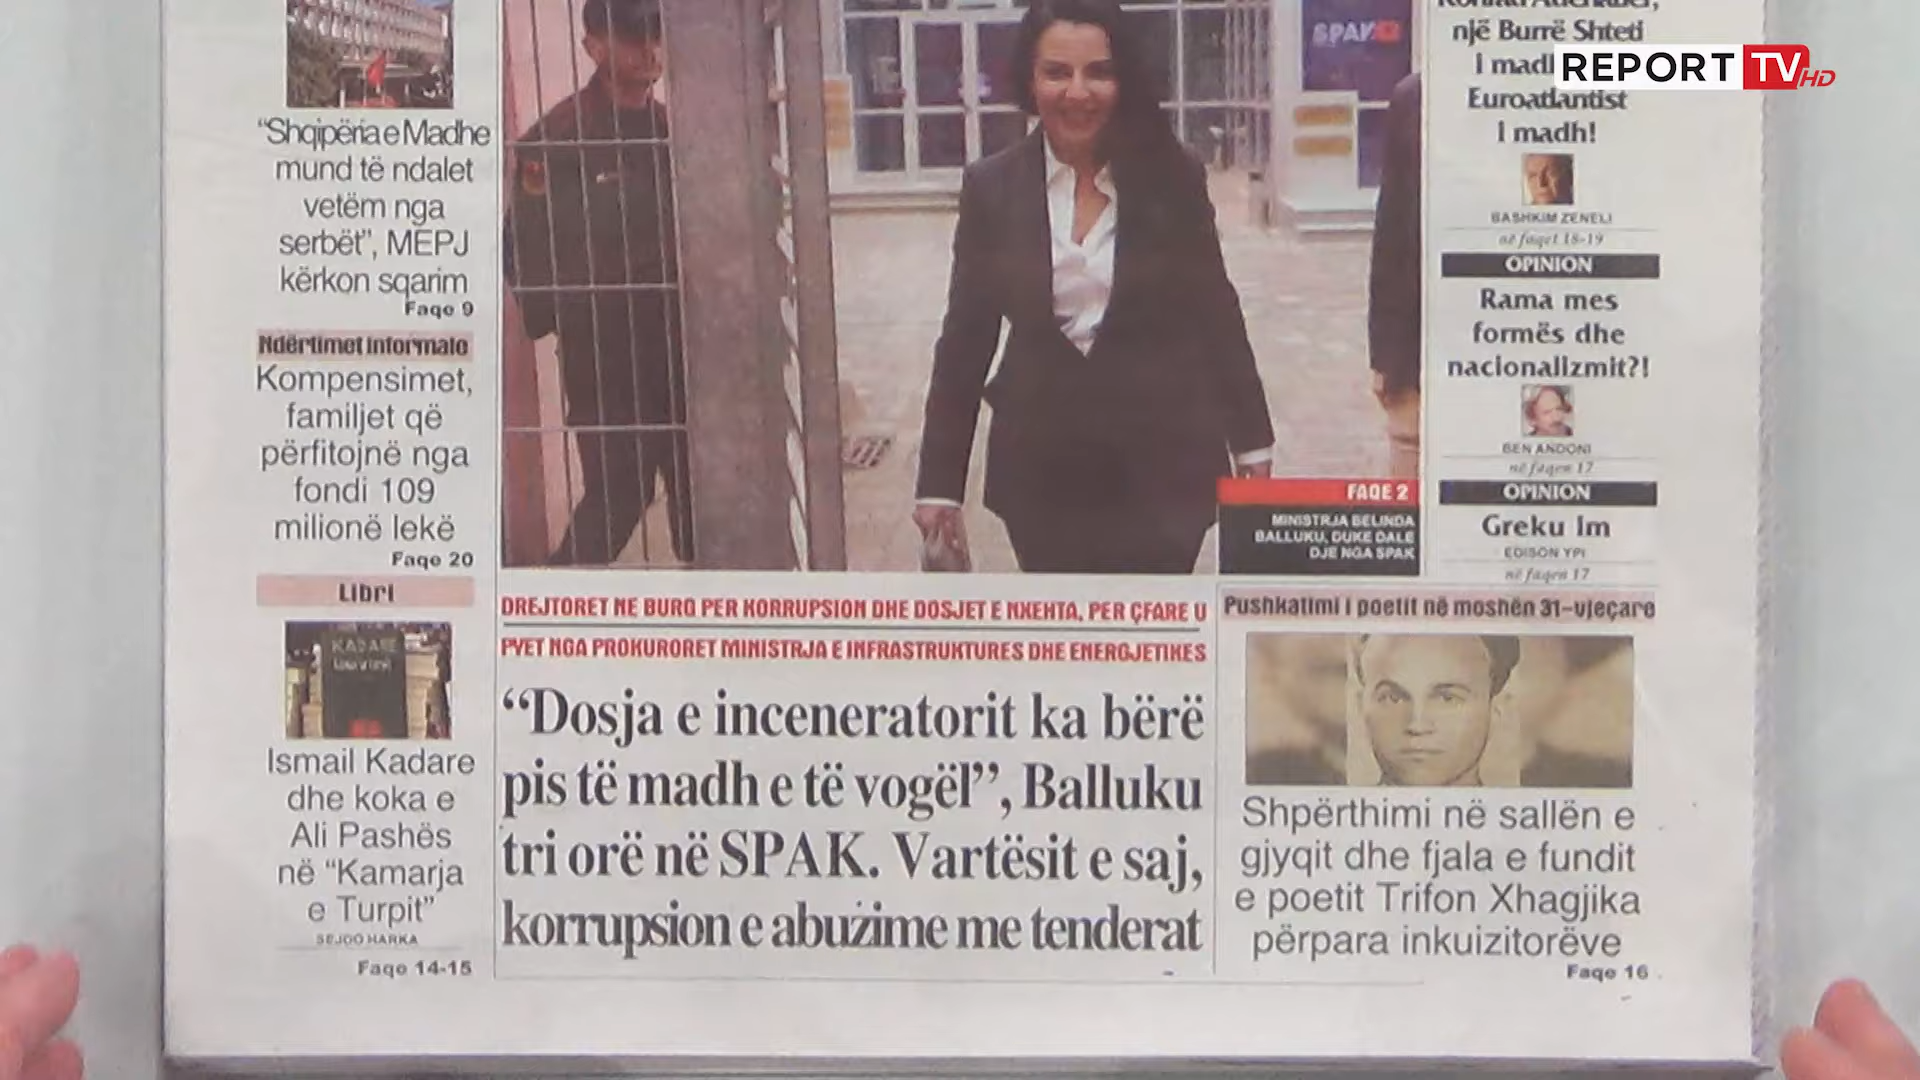 "Shqipëria e Madhe
mund të ndalet
vetëm nga
serbët", MEPJ
kërkon sqarim
Faqe 9
Ndërtimet informale
Kompensimet,
familjet që
përfitojnë nga
fondi 109
milionë lekë
Faqe 20
Libri
KADARE
Ismail Kadare
dhe koka e
Ali Pashës
në "Kamarja
e Turpit"
SEJDO HARKA
Faqe 14-15
SPAK
FAQE 2
MINISTRJA BELINDA
BALLUKU, DUKE DALE
DJE NGA SPAK
DREJTORET NE BURG PER KORRUPSION DHE DOSJET E NXEHTA, PER ÇFARE U
PYET NGA PROKURORET MINISTRJA E INFRASTRUKTURES DHE ENERGJETIKES
“Dosja e inceneratorit ka bërë
pis të madh e të vogël”, Balluku
tri orë në SPAK. Vartësit e saj,
korrupsion e abuzime me tenderat
një Burrë Shteti
i madh
Euroatlantist
i madh!
BASHKIM ZENELI
në faqet 18-19
OPINION
Rama mes
formës dhe
nacionalizmit?!
BEN ANDONI
në faqen 17
OPINION
Greku Im
EDISON YPI
në faqen 17
Pushkatimi i poetit në moshën 31-vjeçare
Shpërthimi në sallën e
gjyqit dhe fjala e fundit
e poetit Trifon Xhagjika
përpara inkuizitorëve
Faqe 16
REPORT TV HD